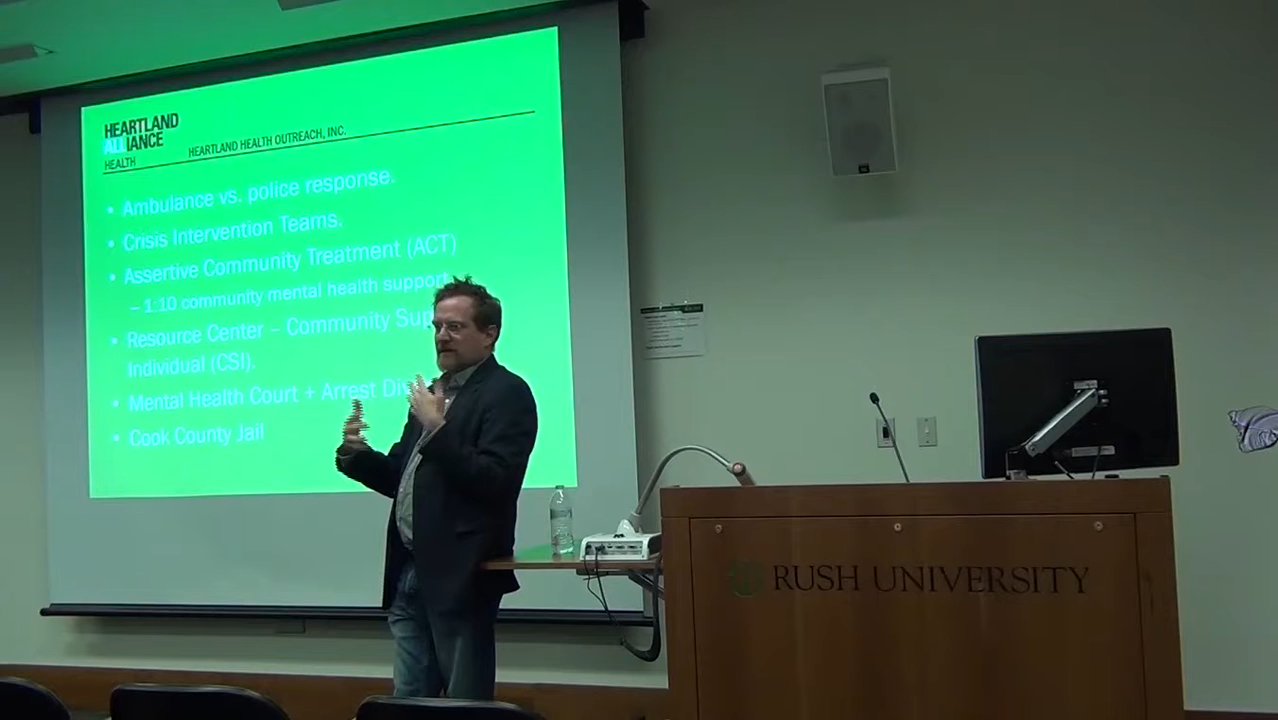 HEARTLAND
ALLIANCE
HEALTH
HEARTLAND HEALTH OUTREACH, INC.
• Ambulance vs. police response.
• Crisis Intervention Teams.
• Assertive Community Treatment (ACT)
– 1:10 community mental health support
• Resource Center – Community Sup
Individual (CSI).
• Mental Health Court + Arrest Div
• Cook County Jail
RUSH UNIVERSITY